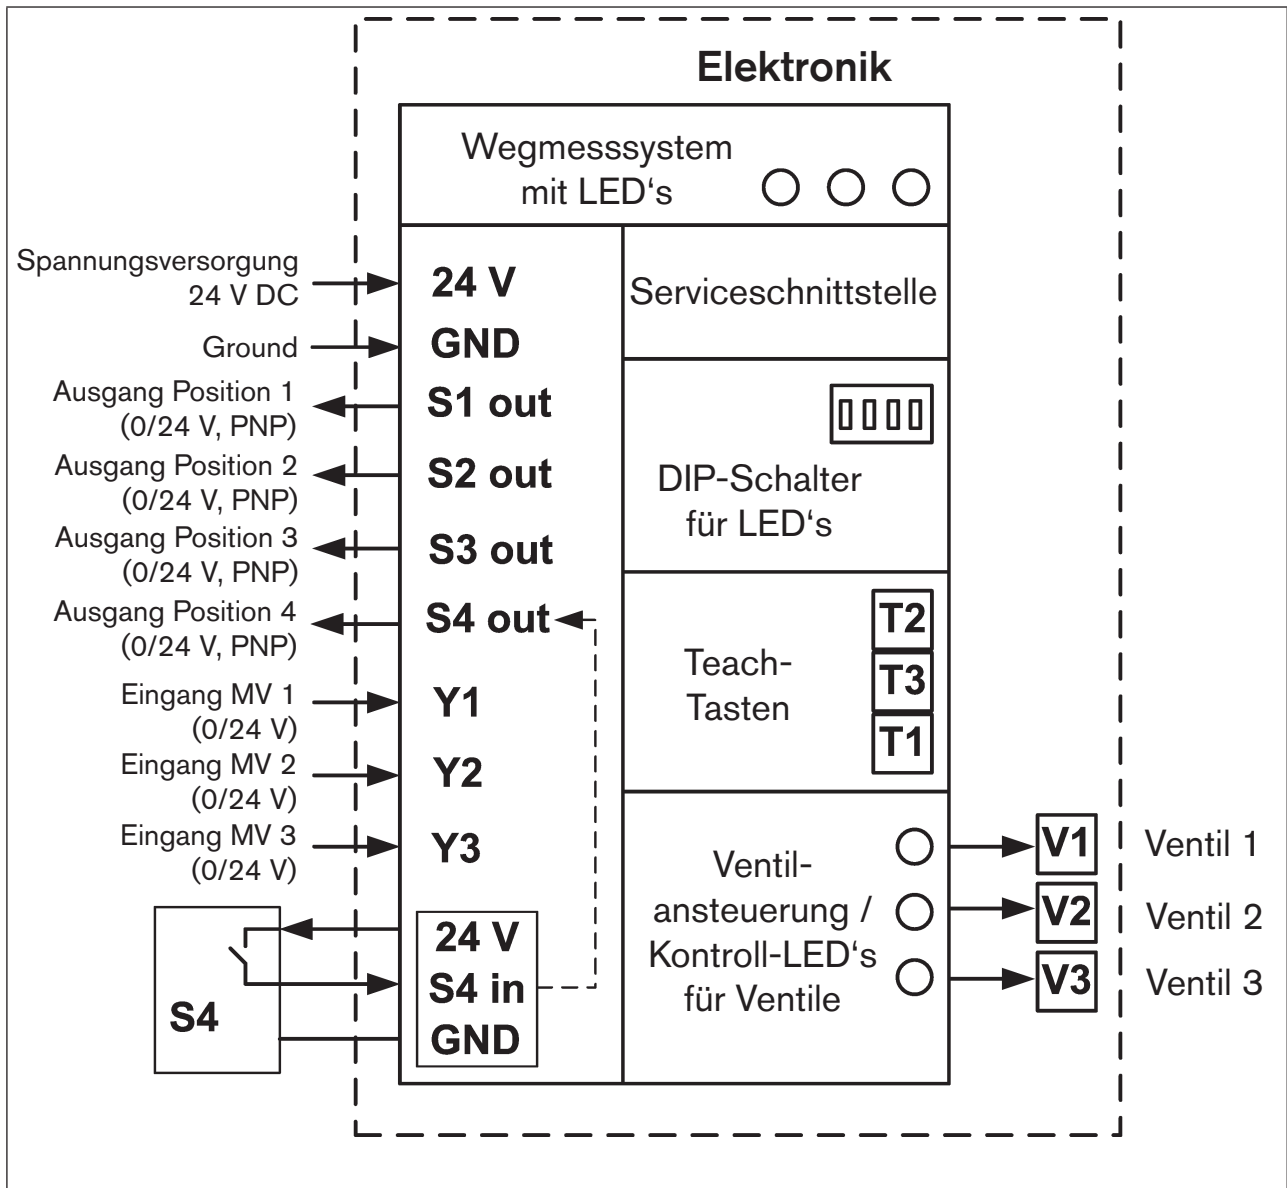 Elektronik
Wegmesssystem
mit LED‘s
Spannungsversorgung
24 V DC
24 V
Ground
GND
Ausgang Position 1
(0/24 V, PNP)
S1 out
Ausgang Position 2
(0/24 V, PNP)
S2 out
Ausgang Position 3
(0/24 V, PNP)
S3 out
Ausgang Position 4
(0/24 V, PNP)
S4 out
Eingang MV 1
(0/24 V)
Y1
Eingang MV 2
(0/24 V)
Y2
Eingang MV 3
(0/24 V)
Y3
S4
24 V
S4 in
GND
Serviceschnittstelle
DIP-Schalter
für LED‘s
Teach-
Tasten
T2
T3
T1
Ventil-
ansteuerung /
Kontroll-LED‘s
für Ventile
V1
Ventil 1
V2
Ventil 2
V3
Ventil 3